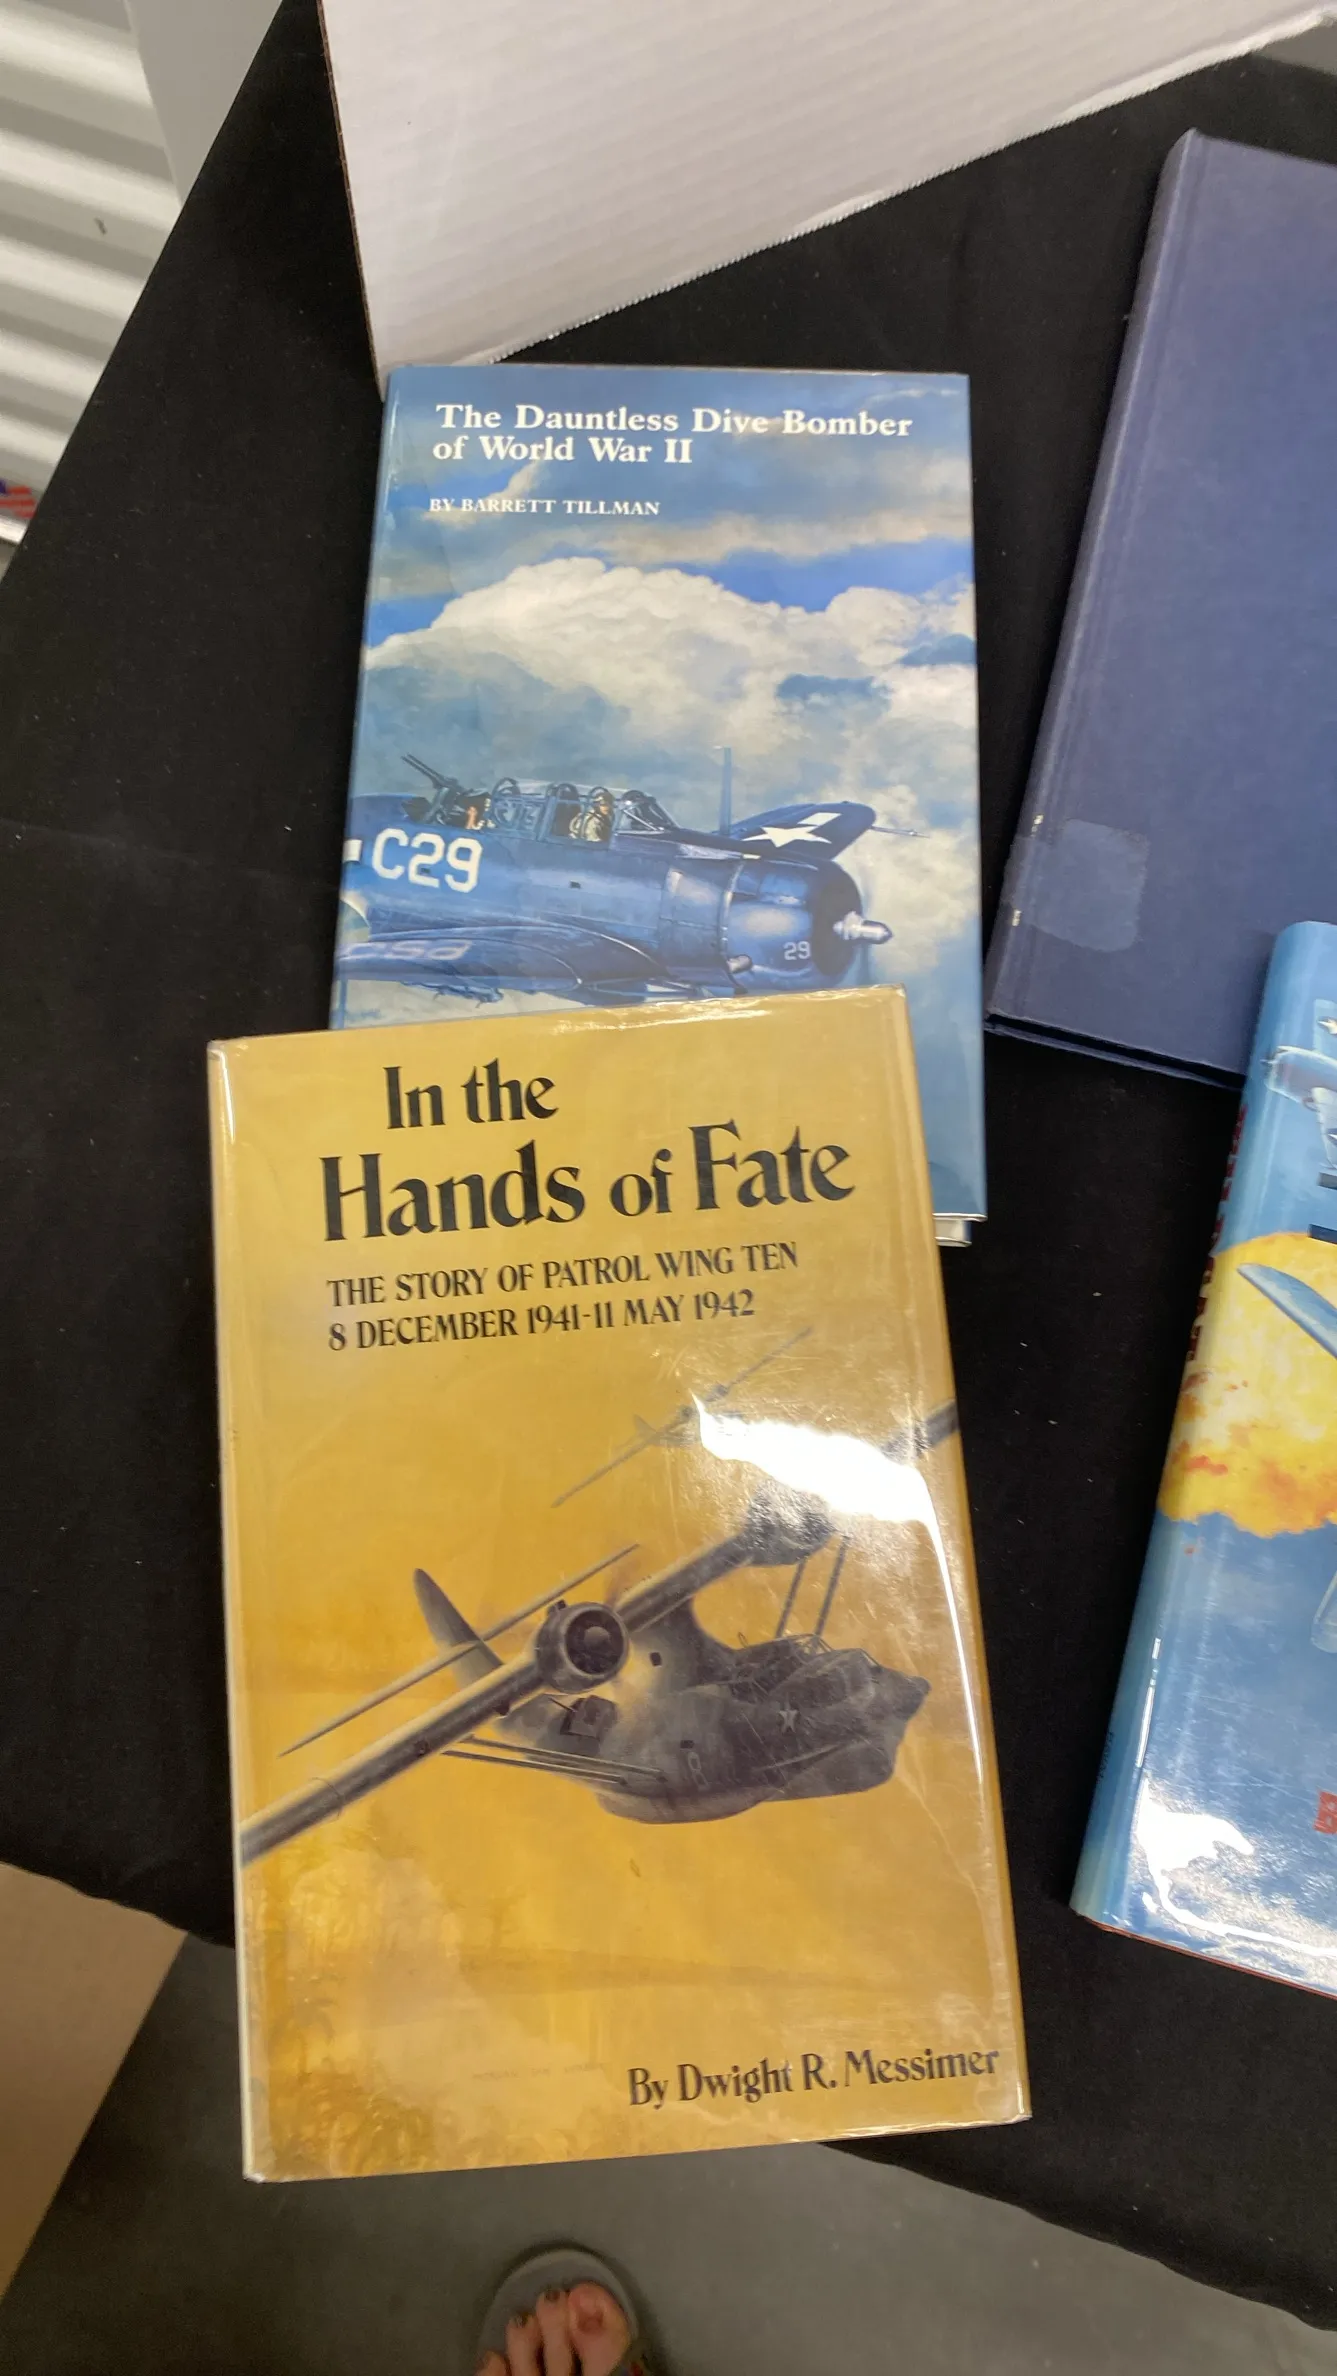 The Dauntless Dive Bomber
of World War II
BY BARRETT TILLMAN
C29
29
In the
Hands of Fate
THE STORY OF PATROL WING TEN
8 DECEMBER 1941-11 MAY 1942
8
By Dwight R. Messimer